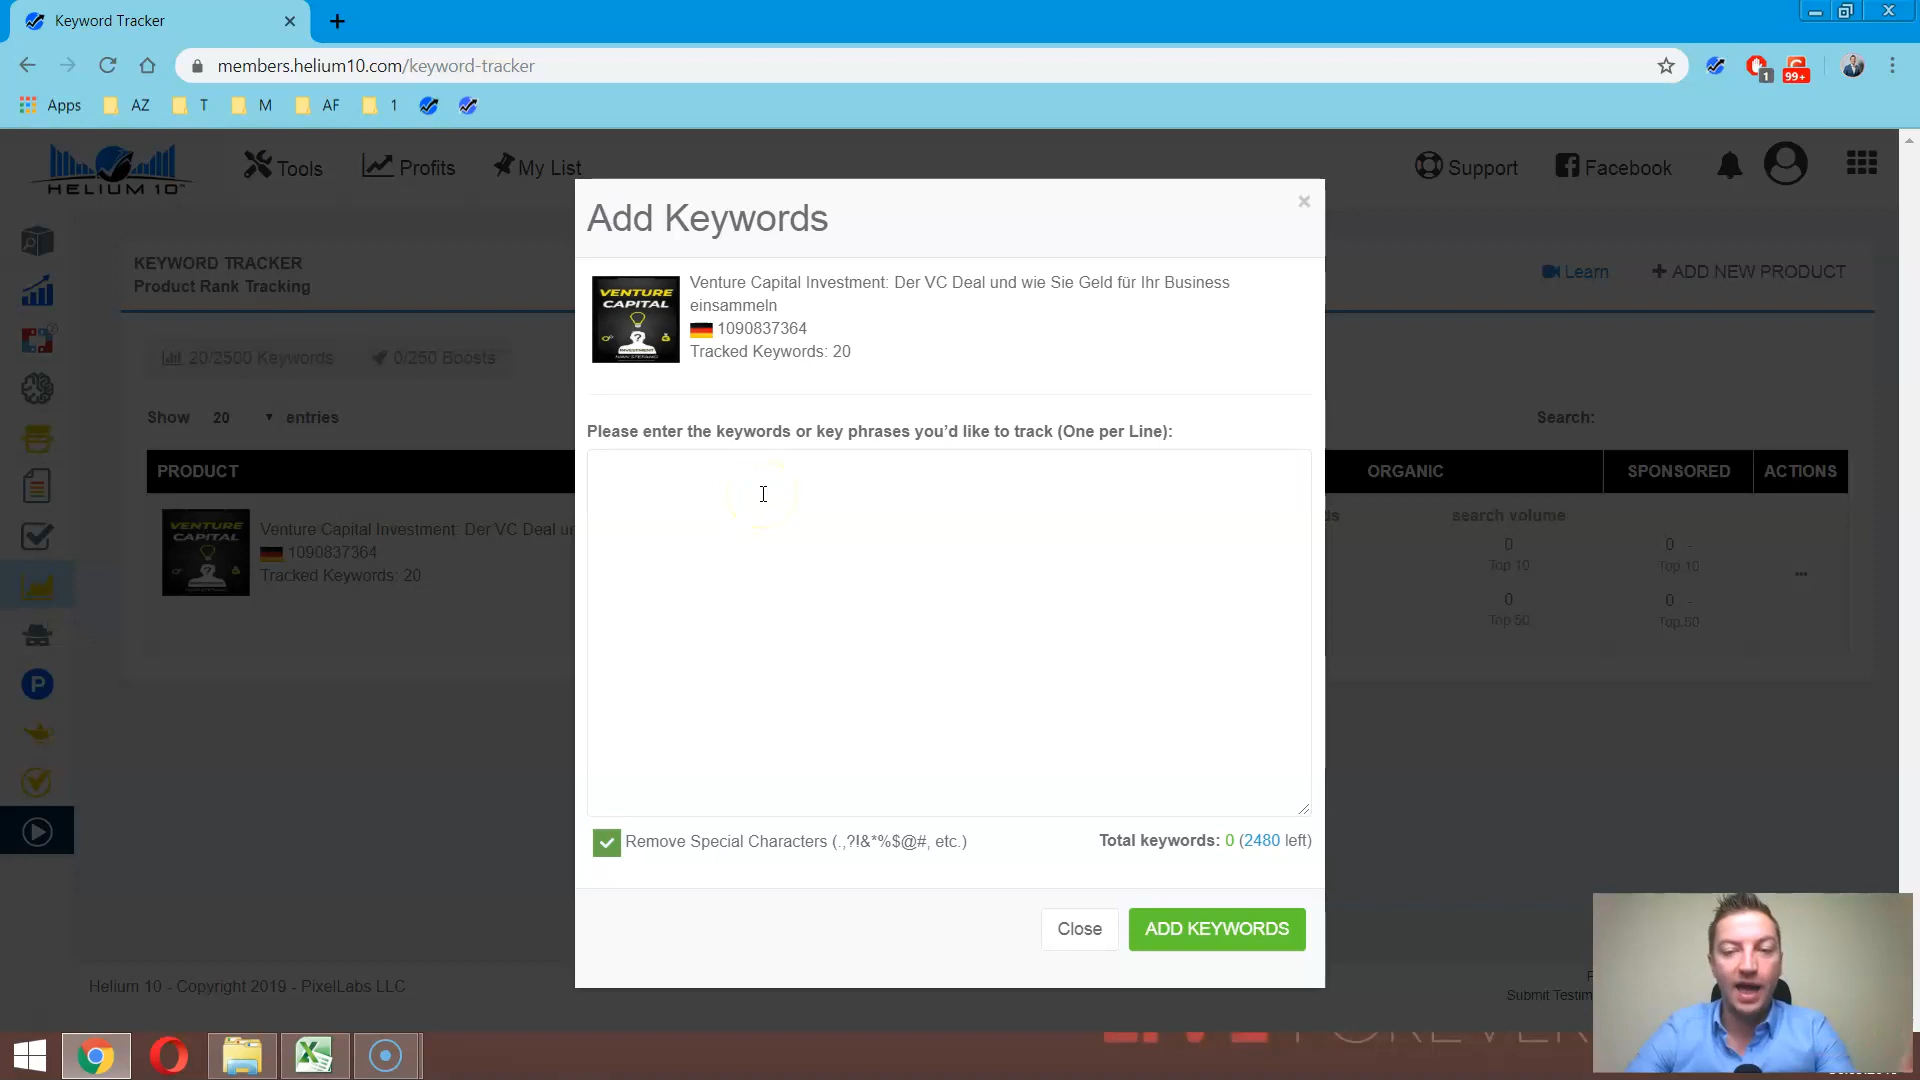 Keyword Tracker
members.helium10.com/keyword-tracker
1
99+
Apps AZ T M AF 1
HELIUM 10™
Tools
Profits
My List
Support
Facebook
Add Keywords
×
KEYWORD TRACKER
Product Rank Tracking
Learn
+ ADD NEW PRODUCT
VENTURE
CAPITAL
INVESTMENT
Venture Capital Investment: Der VC Deal und wie Sie Geld für Ihr Business
einsammeln
1090837364
Tracked Keywords: 20
20/2500 Keywords
0/250 Boosts
Show 20 entries
Search:
Please enter the keywords or key phrases you’d like to track (One per Line):
PRODUCT
ORGANIC
SPONSORED
ACTIONS
VENTURE
CAPITAL
Venture Capital Investment: Der VC Deal
1090837364
Tracked Keywords: 20
search volume
0
0 -
Top 10
Top 10
0
0 -
Top 50
Top 50
P
Remove Special Characters (.,?!&*%$@#, etc.)
Total keywords: 0 (2480 left)
Close
ADD KEYWORDS
Helium 10 - Copyright 2019 - PixelLabs LLC
Submit